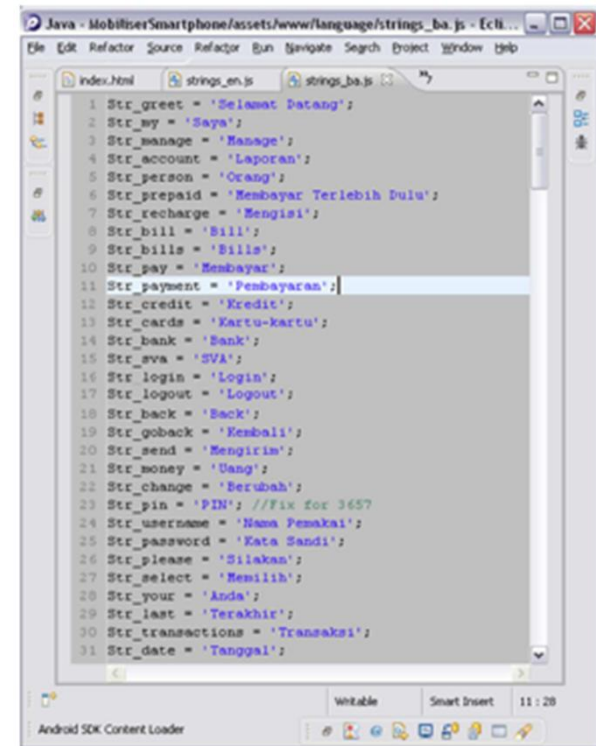 Java - MobiliserSmartphone/assets/www/language/strings_ba.js - Ecli...
File Edit Refactor Source Refactor Run Navigate Search Project Window Help
index.html strings_en.js strings_ba.js
1 Str_greet = 'Selamat Datang';
2 Str_my = 'Saya';
3 Str_manage = 'Manage';
4 Str_account = 'Laporan';
5 Str_person = 'Orang';
6 Str_prepaid = 'Membayar Terlebih Dulu';
7 Str_recharge = 'Mengisi';
8 Str_bill = 'Bill';
9 Str_bills = 'Bills';
10 Str_pay = 'Membayar';
11 Str_payment = 'Pembayaran';
12 Str_credit = 'Kredit';
13 Str_cards = 'Kartu-kartu';
14 Str_bank = 'Bank';
15 Str_sva = 'SVA';
16 Str_login = 'Login';
17 Str_logout = 'Logout';
18 Str_back = 'Back';
19 Str_goback = 'Kembali';
20 Str_send = 'Mengirim';
21 Str_money = 'Uang';
22 Str_change = 'Berubah';
23 Str_pin = 'PIN'; //Fix for 3657
24 Str_username = 'Nama Pemakai';
25 Str_password = 'Kata Sandi';
26 Str_please = 'Silakan';
27 Str_select = 'Memilih';
28 Str_your = 'Anda';
29 Str_last = 'Terakhir';
30 Str_transactions = 'Transaksi';
31 Str_date = 'Tanggal';
Writable Smart Insert 11 : 28
Android SDK Content Loader